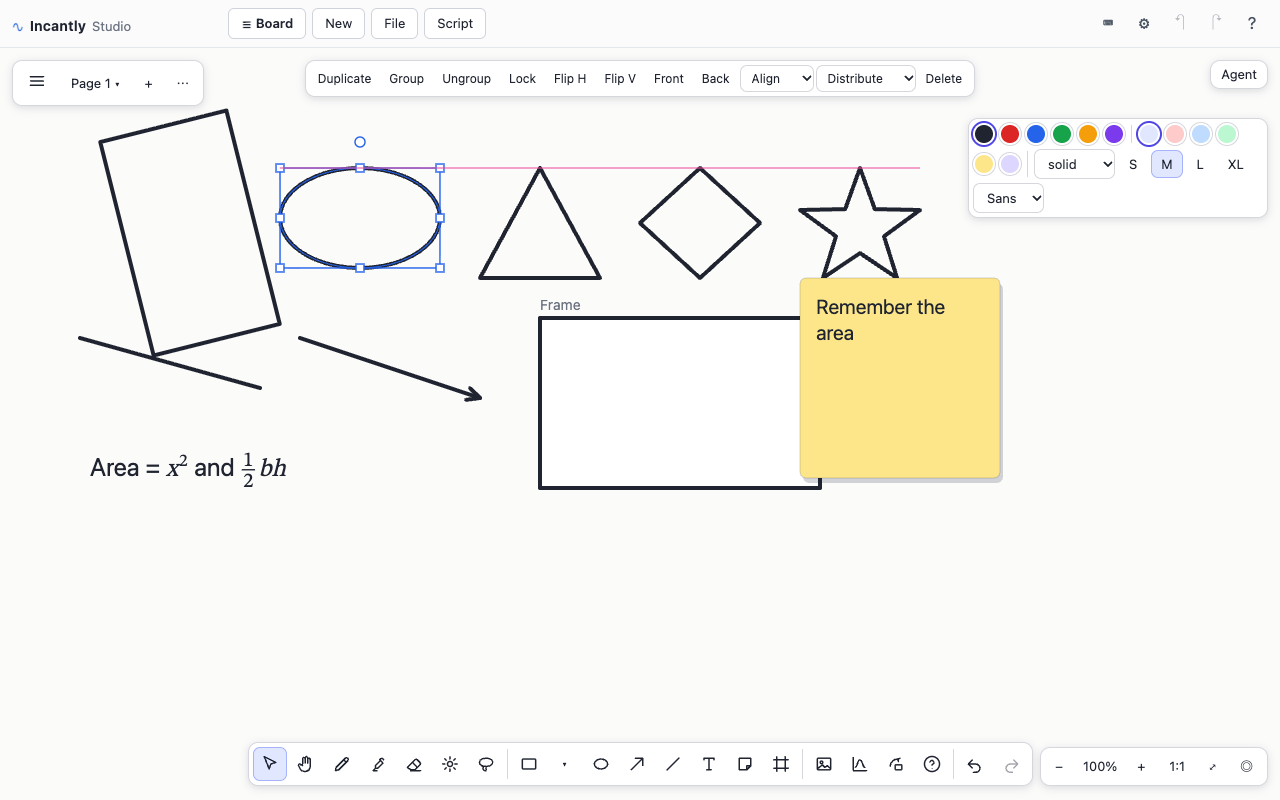 Incantly Studio
Board New File Script
?
Page 1 + ...
Duplicate Group Ungroup Lock Flip H Flip V Front Back Align Distribute Delete
Agent
solid S M L XL
Sans
Frame
Remember the
area
Area = x² and ½ bh
− 100% + 1:1